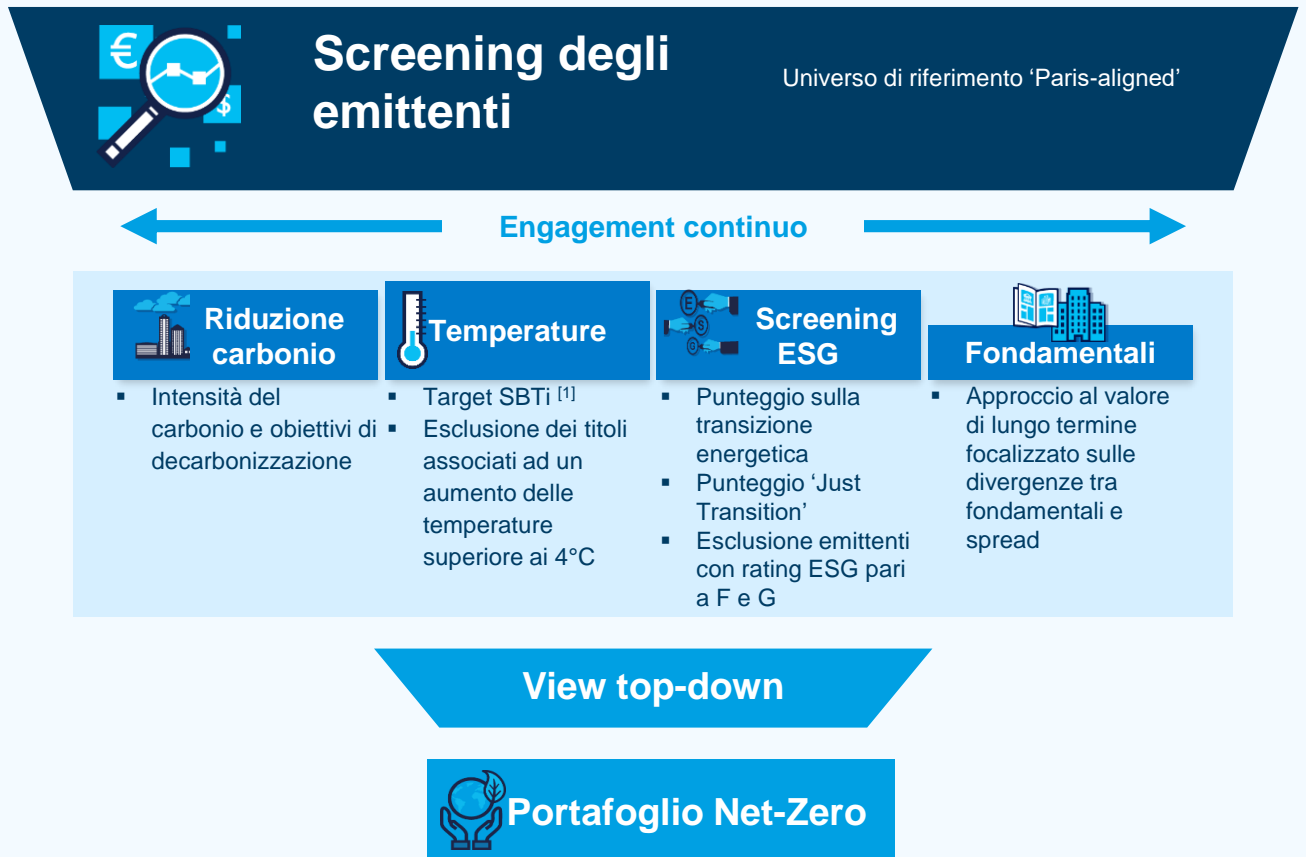 €
$
Screening degli
emittenti
Universo di riferimento 'Paris-aligned'
Engagement continuo
Riduzione
carbonio
▪ Intensità del
carbonio e obiettivi di
decarbonizzazione
Temperature
▪ Target SBTi [1]
▪ Esclusione dei titoli
associati ad un
aumento delle
temperature
superiore ai 4°C
E
S
G
Screening
ESG
▪ Punteggio sulla
transizione
energetica
▪ Punteggio ‘Just
Transition’
▪ Esclusione emittenti
con rating ESG pari
a F e G
Fondamentali
▪ Approccio al valore
di lungo termine
focalizzato sulle
divergenze tra
fondamentali e
spread
View top-down
Portafoglio Net-Zero